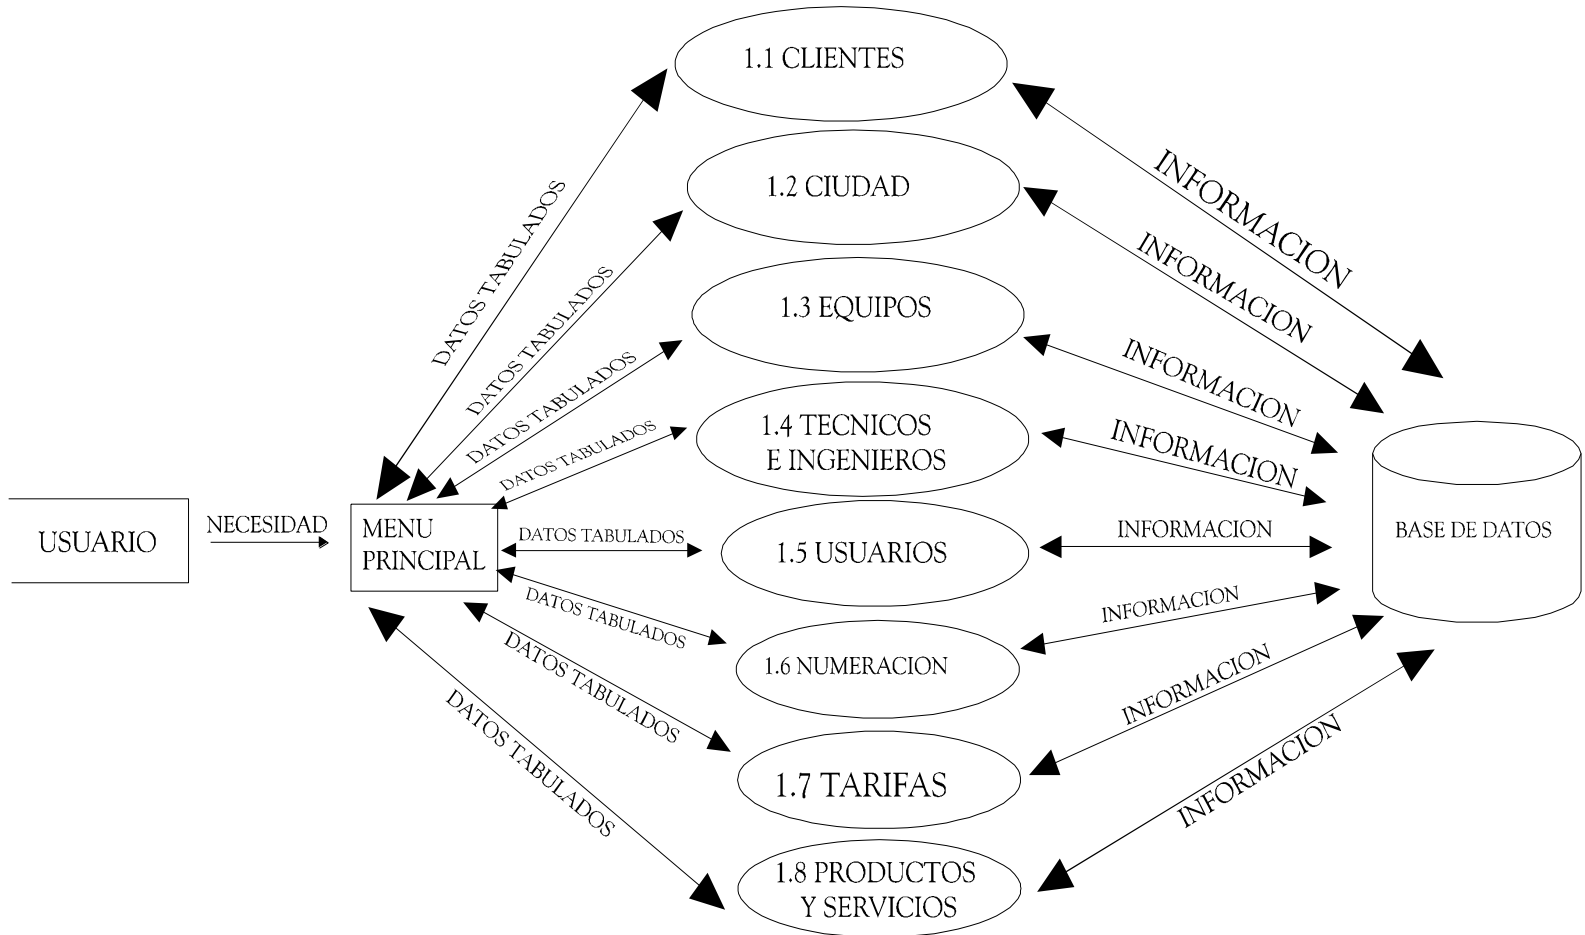 1.1 CLIENTES
1.2 CIUDAD
1.3 EQUIPOS
1.4 TECNICOS
E INGENIEROS
1.5 USUARIOS
1.6 NUMERACION
1.7 TARIFAS
1.8 PRODUCTOS
Y SERVICIOS
USUARIO
NECESIDAD
MENU
PRINCIPAL
DATOS TABULADOS
DATOS TABULADOS
DATOS TABULADOS
DATOS TABULADOS
DATOS TABULADOS
DATOS TABULADOS
DATOS TABULADOS
DATOS TABULADOS
INFORMACION
INFORMACION
INFORMACION
INFORMACION
INFORMACION
INFORMACION
INFORMACION
INFORMACION
BASE DE DATOS